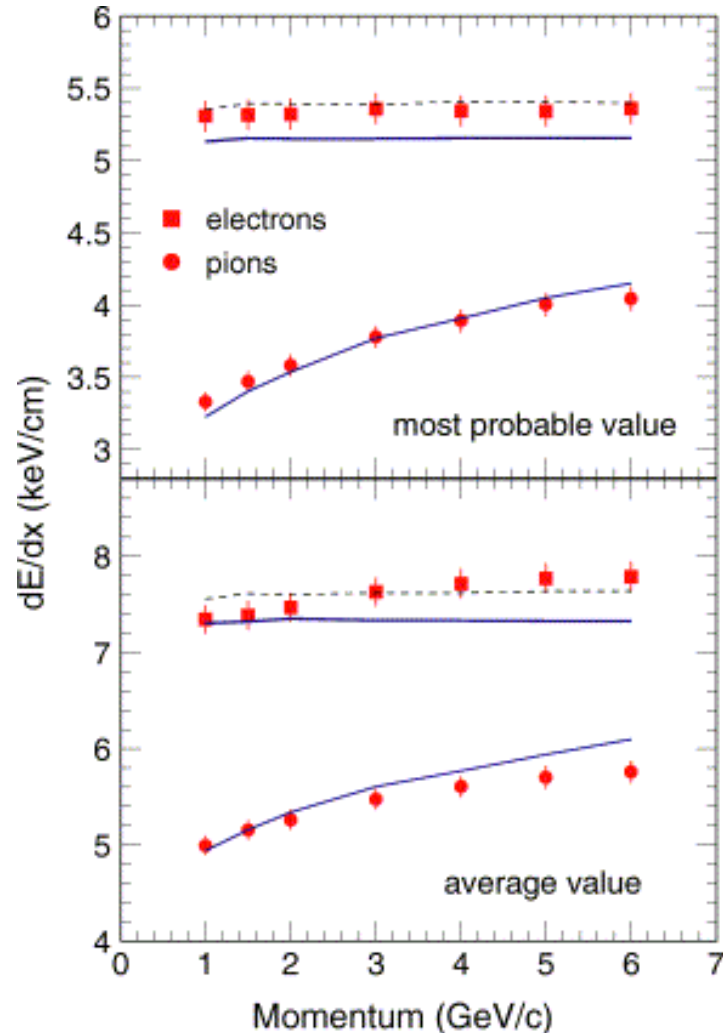 6
5.5
5
4.5
4
3.5
3
electrons
pions
most probable value
dE/dx (keV/cm)
8
7
6
5
4
average value
0 1 2 3 4 5 6 7
Momentum (GeV/c)